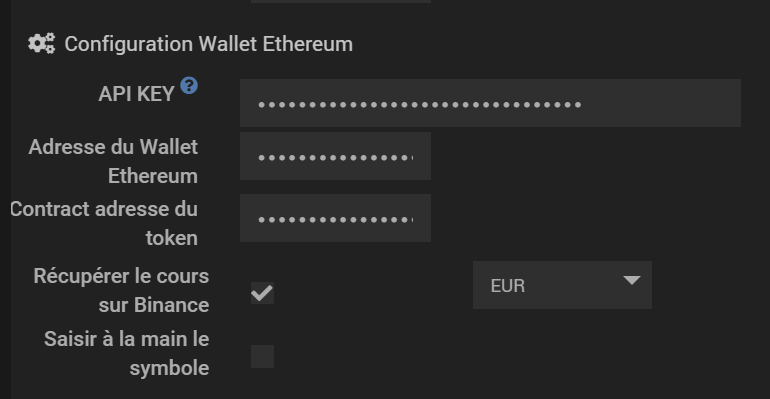 Configuration Wallet Ethereum
API KEY ?
••••••••••••••••••••••••••••••••
Adresse du Wallet
Ethereum
••••••••••••••••
Contract adresse du
token
••••••••••••••••
Récupérer le cours
sur Binance
EUR
Saisir à la main le
symbole